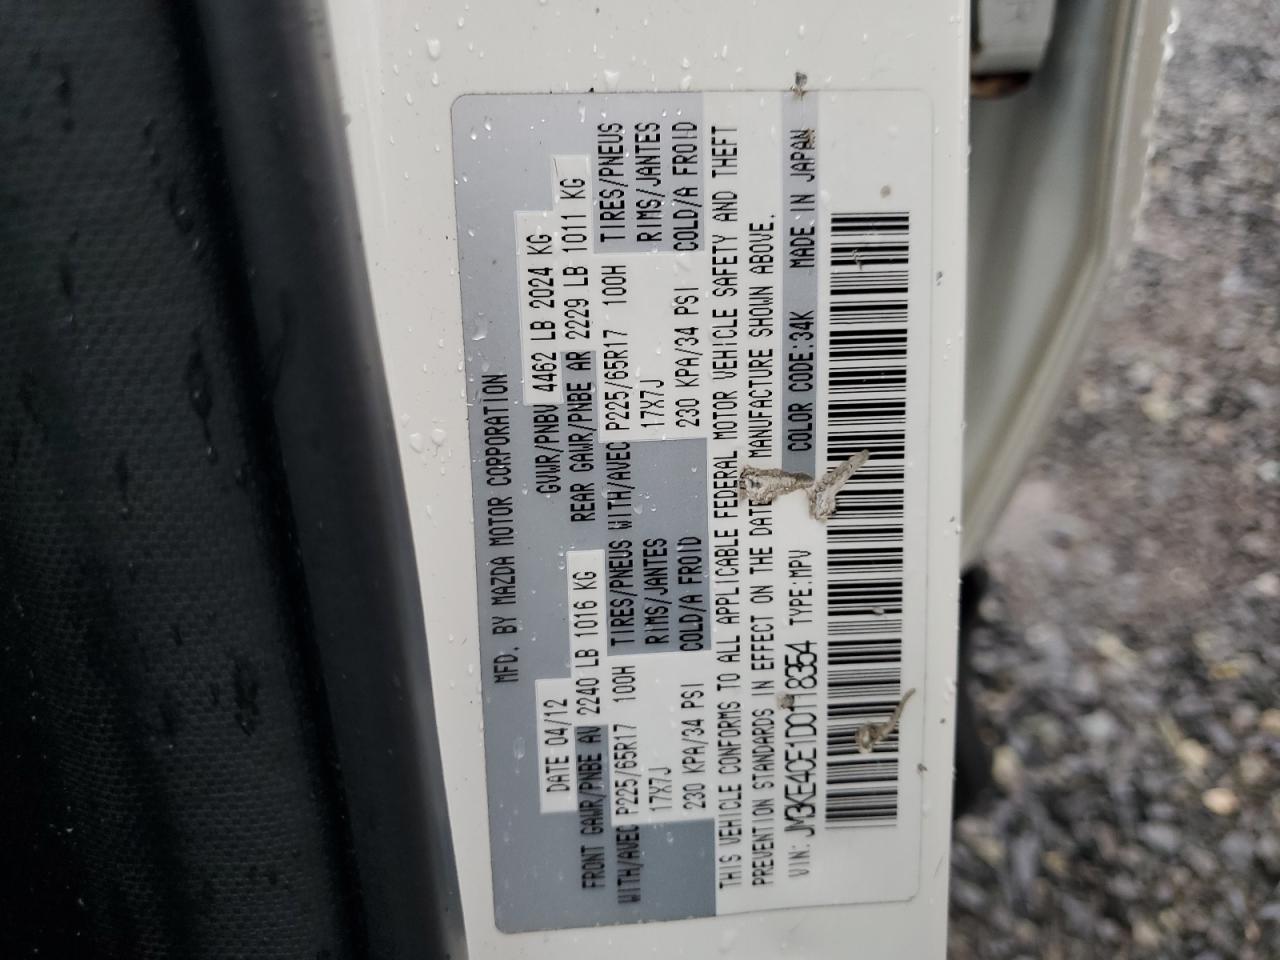 MFD. BY MAZDA MOTOR CORPORATION
DATE 04/12 GVWR/PNBV 4462 LB 2024 KG
FRONT GAWR/PNBE AV 2240 LB 1016 KG REAR GAWR/PNBE AR 2229 LB 1011 KG
WITH/AVEC P225/65R17 100H TIRES/PNEUS WITH/AVEC P225/65R17 100H TIRES/PNEUS
17X7J RIMS/JANTES 17X7J RIMS/JANTES
230 KPA/34 PSI COLD/A FROID 230 KPA/34 PSI COLD/A FROID
THIS VEHICLE CONFORMS TO ALL APPLICABLE FEDERAL MOTOR VEHICLE SAFETY AND THEFT
PREVENTION STANDARDS IN EFFECT ON THE DATE MANUFACTURE SHOWN ABOVE.
VIN: JM3KE4CE1D0118354 TYPE:MPV COLOR CODE:34K MADE IN JAPAN